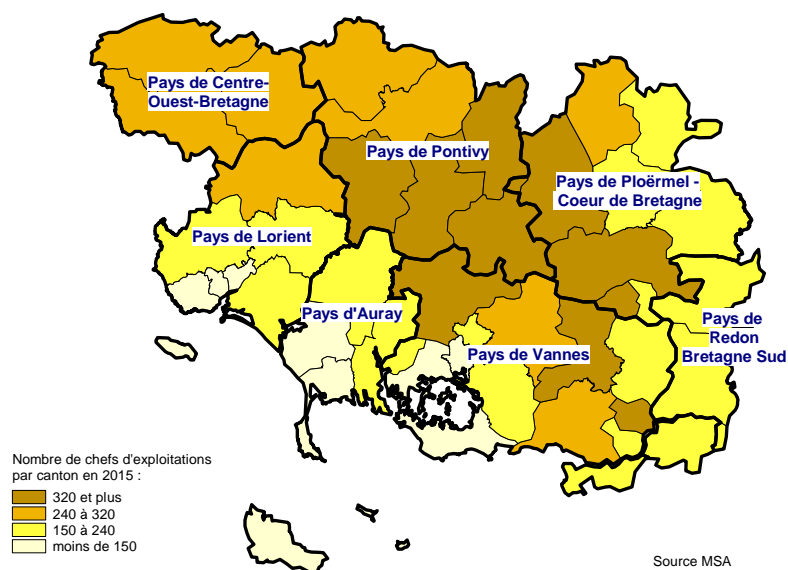 Pays de Centre-
Ouest-Bretagne
Pays de Pontivy
Pays de Ploërmel -
Coeur de Bretagne
Pays de Lorient
Pays d'Auray
Pays de Vannes
Pays de
Redon
Bretagne Sud
Nombre de chefs d'exploitations
par canton en 2015 :
320 et plus
240 à 320
150 à 240
moins de 150
Source MSA